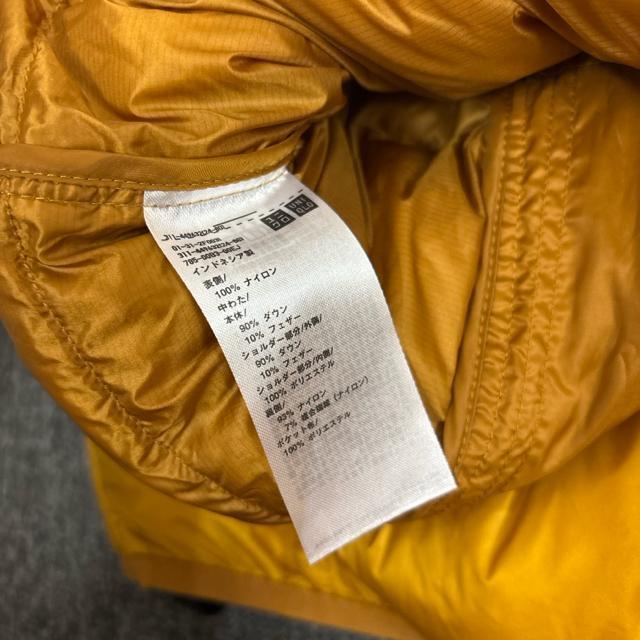 ユニ
クロ
UNI
QLO
インドネシア製
表側/
100% ナイロン
中わた/
本体/
90% ダウン
10% フェザー
ショルダー部分/外側/
90% ダウン
10% フェザー
ショルダー部分/内側/
100% ポリエステル
裏側/
93% ナイロン
7% 複合繊維 (ナイロン)
ポケット布/
100% ポリエステル